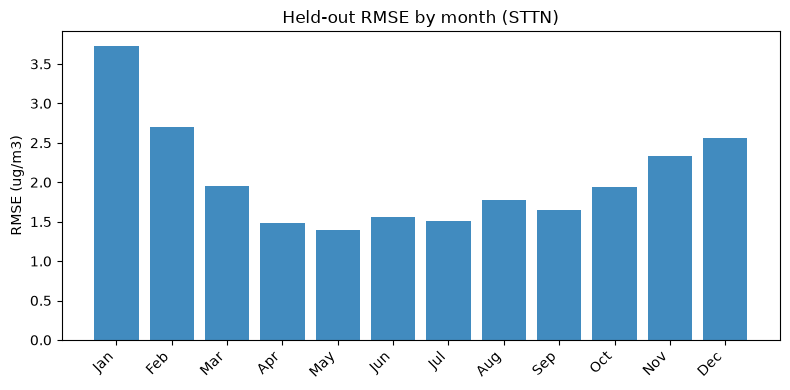 Held-out RMSE by month (STTN)
RMSE (ug/m3)
3.5
3.0
2.5
2.0
1.5
1.0
0.5
0.0
Jan
Feb
Mar
Apr
May
Jun
Jul
Aug
Sep
Oct
Nov
Dec